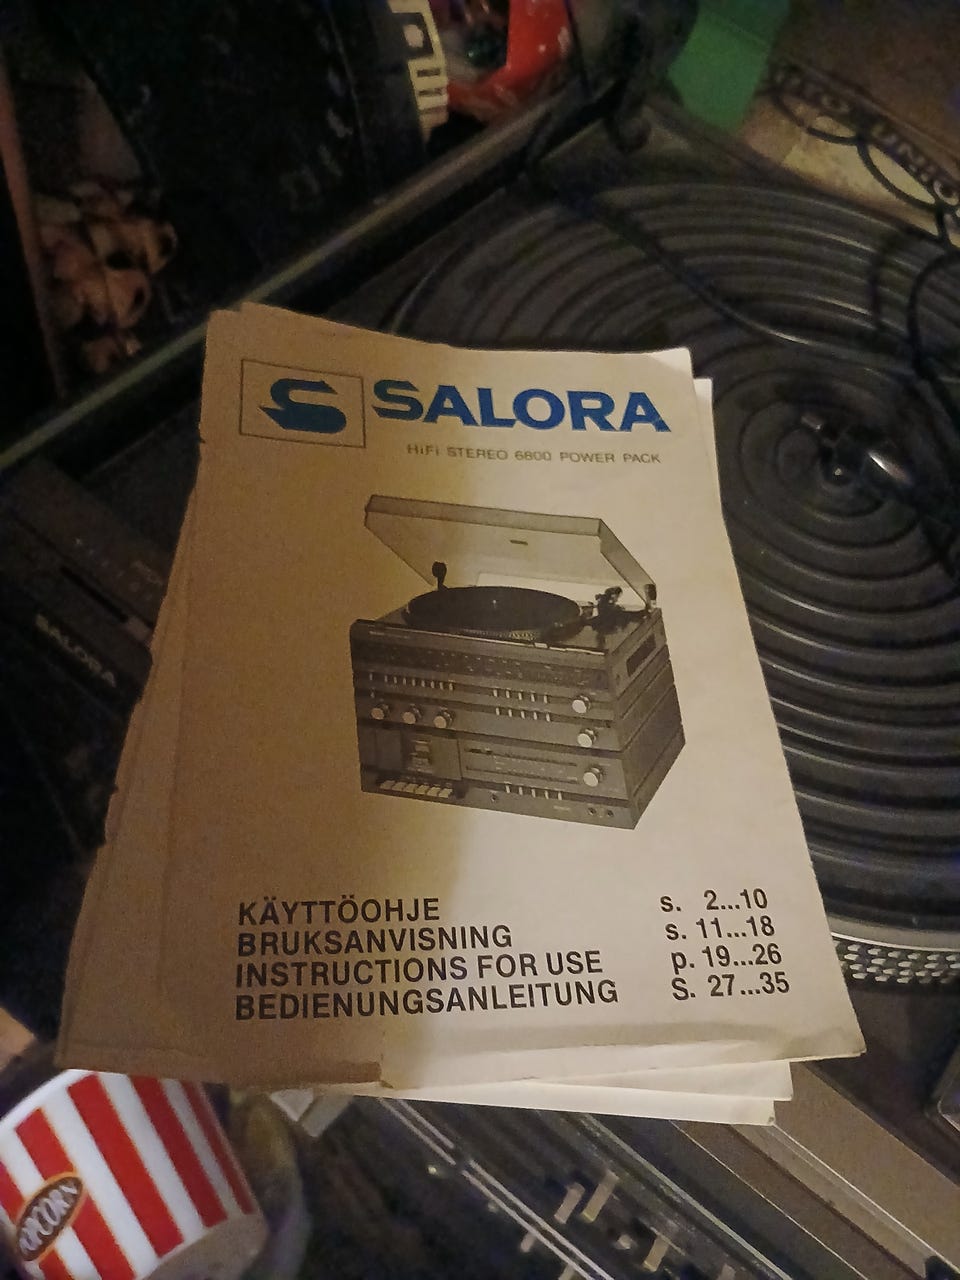 SALORA
HiFi STEREO 6800 POWER PACK
KÄYTTÖOHJE s. 2...10
BRUKSANVISNING s. 11...18
INSTRUCTIONS FOR USE p. 19...26
BEDIENUNGSANLEITUNG S. 27...35
SALORA
POPCORN